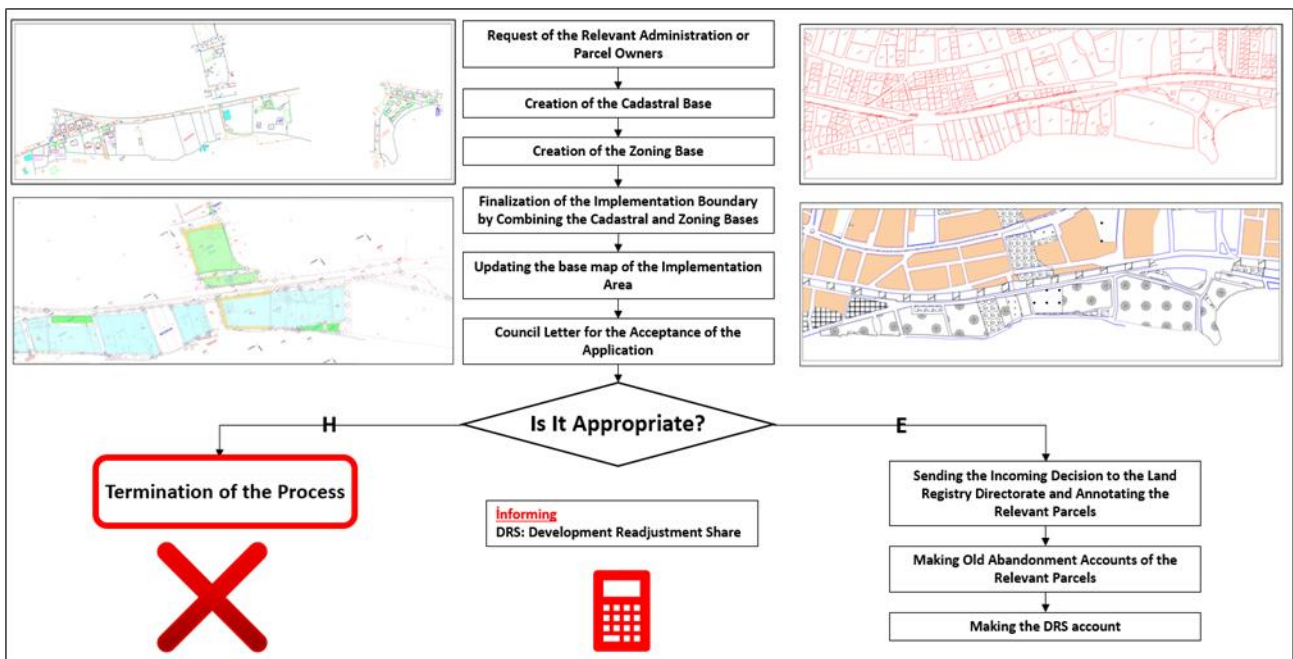 Request of the Relevant Administration or
Parcel Owners
Creation of the Cadastral Base
Creation of the Zoning Base
Finalization of the Implementation Boundary
by Combining the Cadastral and Zoning Bases
Updating the base map of the Implementation
Area
Council Letter for the Acceptance of the
Application
Is It Appropriate?
H
E
Termination of the Process
İnforming
DRS: Development Readjustment Share
Sending the Incoming Decision to the Land
Registry Directorate and Annotating the
Relevant Parcels
Making Old Abandonment Accounts of the
Relevant Parcels
Making the DRS account